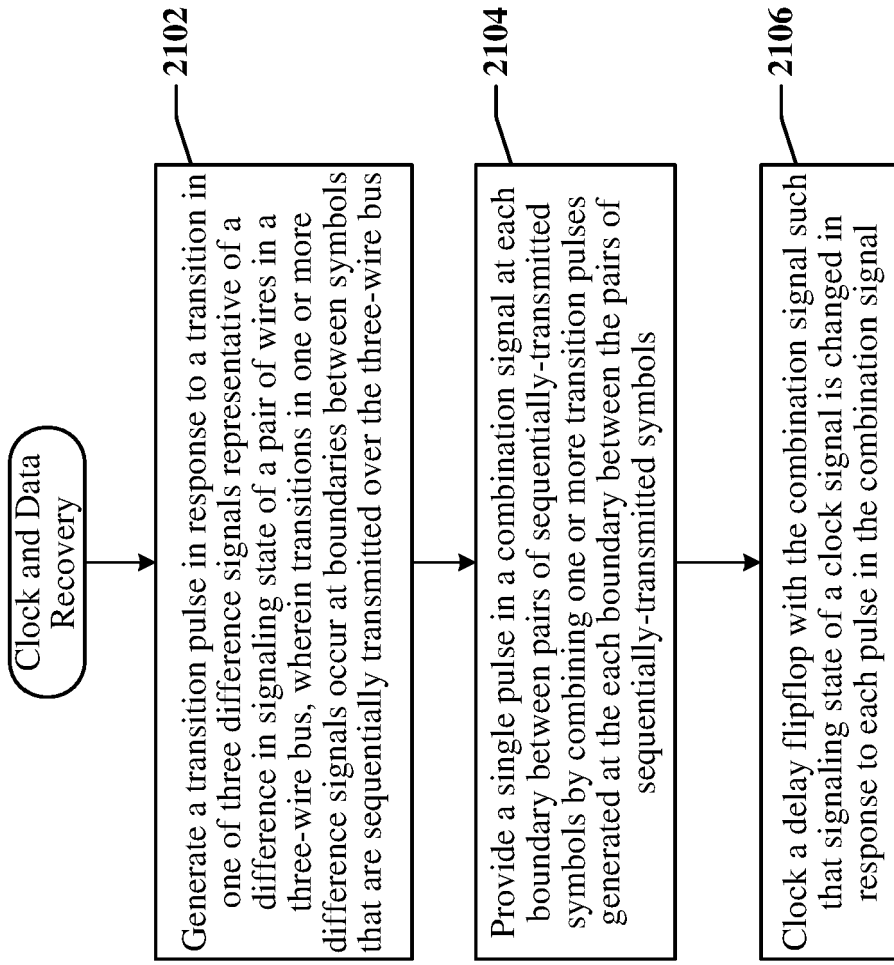 Clock and Data
Recovery
2102
Generate a transition pulse in response to a transition in
one of three difference signals representative of a
difference in signaling state of a pair of wires in a
three-wire bus, wherein transitions in one or more
difference signals occur at boundaries between symbols
that are sequentially transmitted over the three-wire bus
2104
Provide a single pulse in a combination signal at each
boundary between pairs of sequentially-transmitted
symbols by combining one or more transition pulses
generated at the each boundary between the pairs of
sequentially-transmitted symbols
2106
Clock a delay flipflop with the combination signal such
that signaling state of a clock signal is changed in
response to each pulse in the combination signal